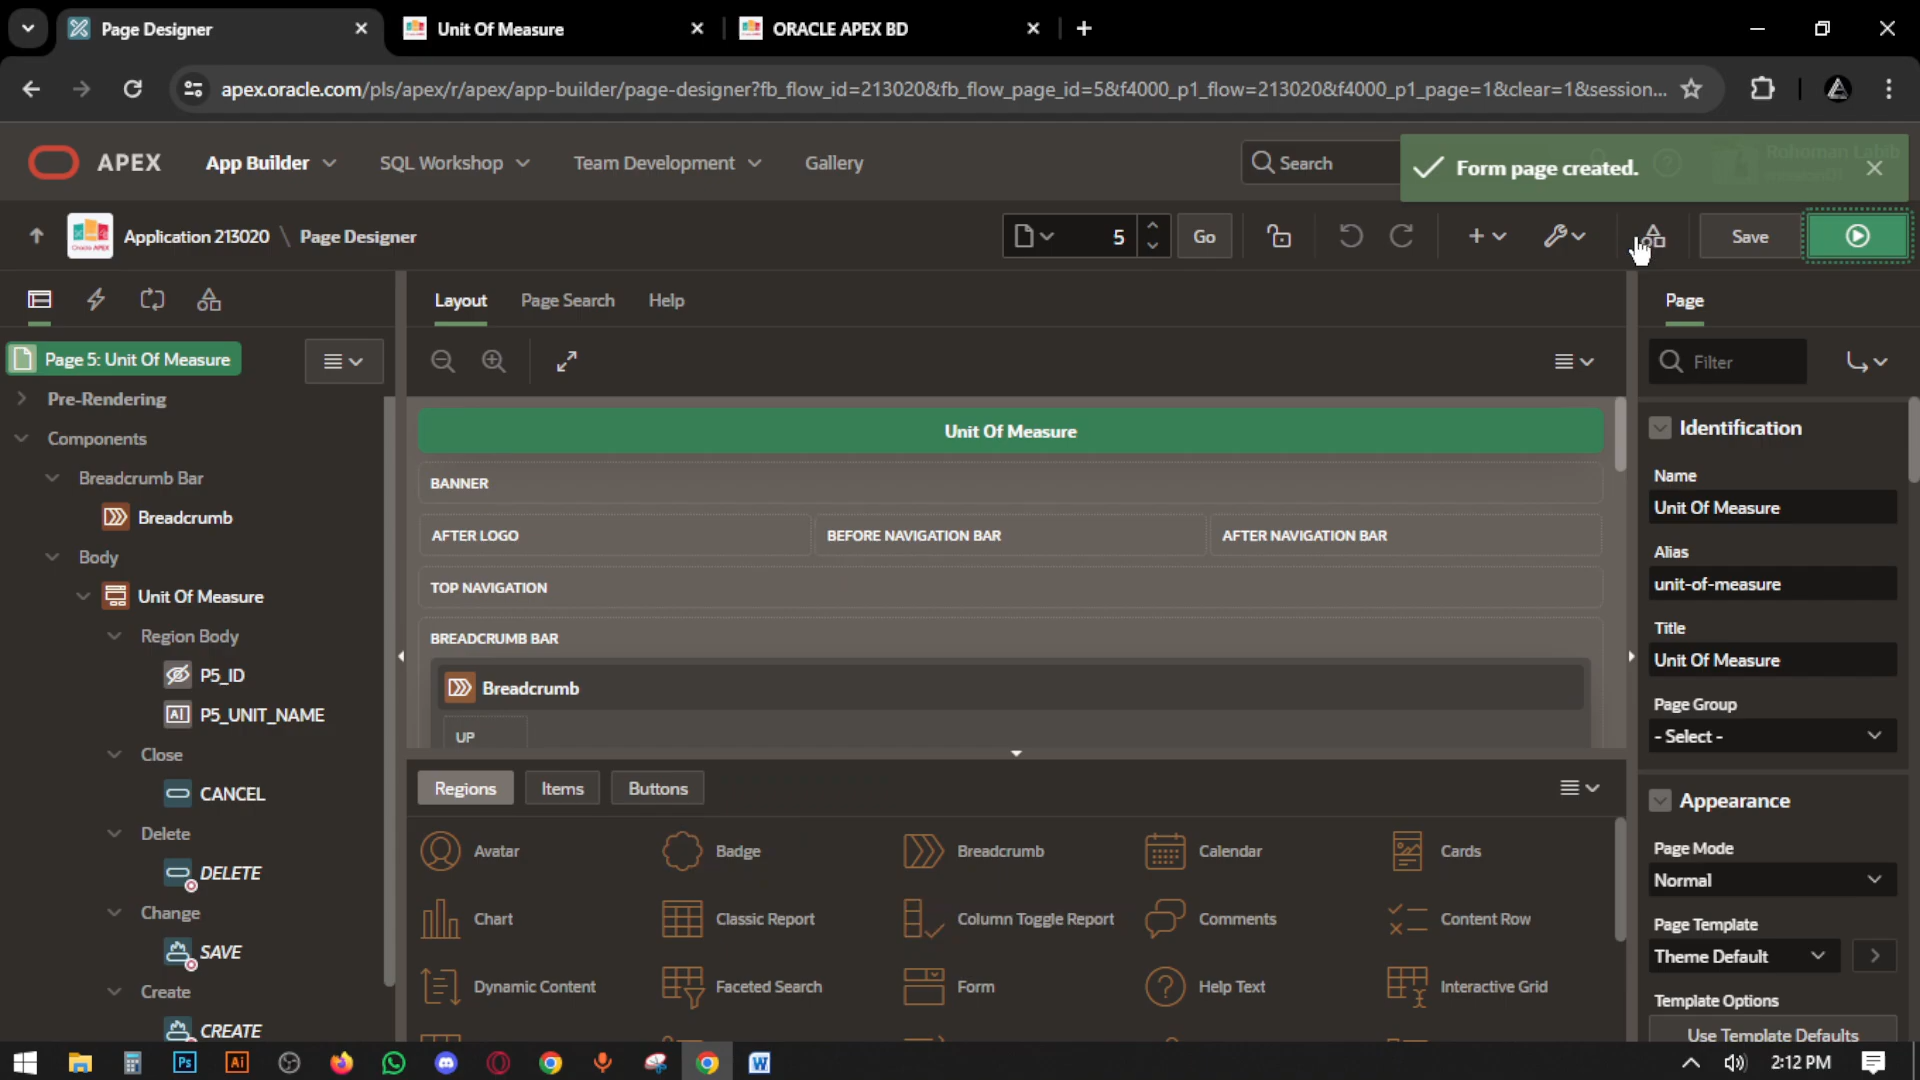 Page Designer
Unit Of Measure
ORACLE APEX BD
apex.oracle.com/pls/apex/r/apex/app-builder/page-designer?fb_flow_id=213020&fb_flow_page_id=5&f4000_p1_flow=213020&f4000_p1_page=1&clear=1&session...
APEX
App Builder
SQL Workshop
Team Development
Gallery
Search
Form page created.
Application 213020 \ Page Designer
5
Go
Save
Layout
Page Search
Help
Page
Page 5: Unit Of Measure
Filter
Pre-Rendering
Components
Breadcrumb Bar
Breadcrumb
Body
Unit Of Measure
Region Body
P5_ID
P5_UNIT_NAME
Close
CANCEL
Delete
DELETE
Change
SAVE
Create
CREATE
Unit Of Measure
BANNER
AFTER LOGO
BEFORE NAVIGATION BAR
AFTER NAVIGATION BAR
TOP NAVIGATION
BREADCRUMB BAR
Breadcrumb
UP
Regions
Items
Buttons
Avatar
Badge
Breadcrumb
Calendar
Cards
Chart
Classic Report
Column Toggle Report
Comments
Content Row
Dynamic Content
Faceted Search
Form
Help Text
Interactive Grid
Identification
Name
Unit Of Measure
Alias
unit-of-measure
Title
Unit Of Measure
Page Group
- Select -
Appearance
Page Mode
Normal
Page Template
Theme Default
Template Options
Use Template Defaults
Ps
Ai
W
2:12 PM